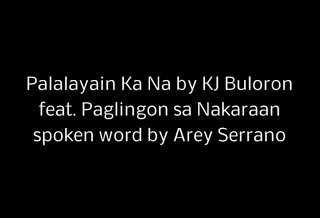 Palalayain Ka Na by KJ Buloron
feat. Paglingon sa Nakaraan
spoken word by Arey Serrano